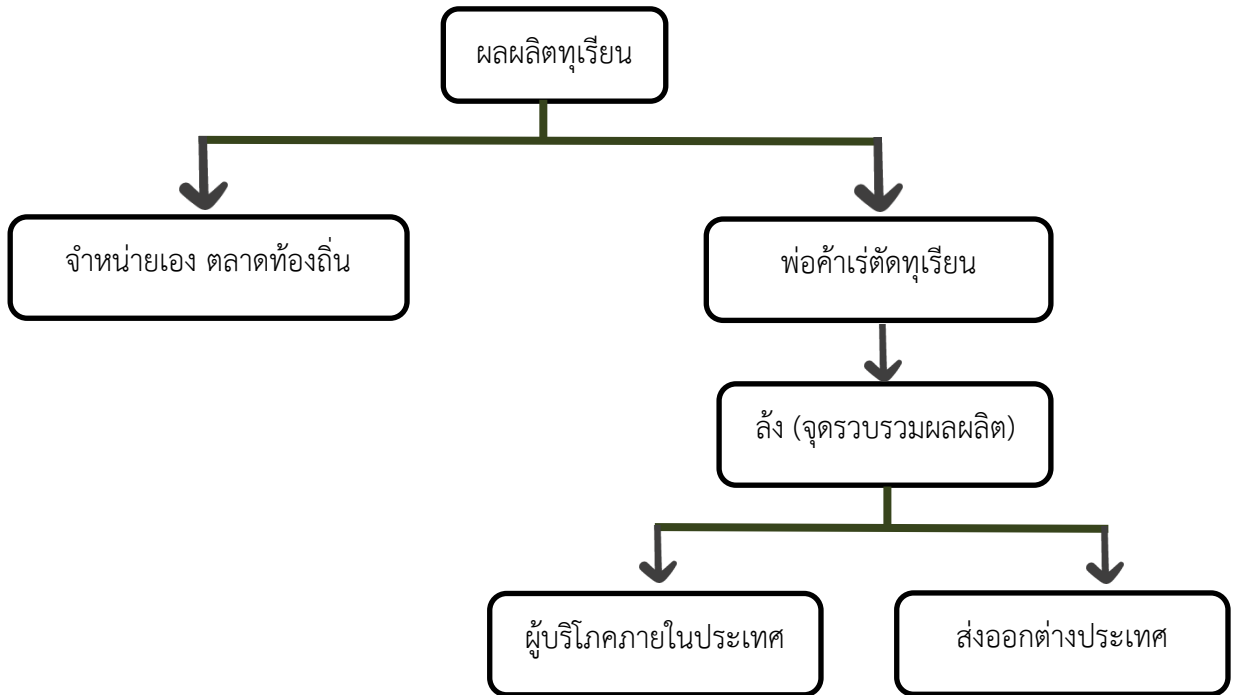 ผลผลิตทุเรียน
จำหน่ายเอง ตลาดท้องถิ่น
พ่อค้าเร่ตัดทุเรียน
ล้ง (จุดรวบรวมผลผลิต)
ผู้บริโภคภายในประเทศ
ส่งออกต่างประเทศ